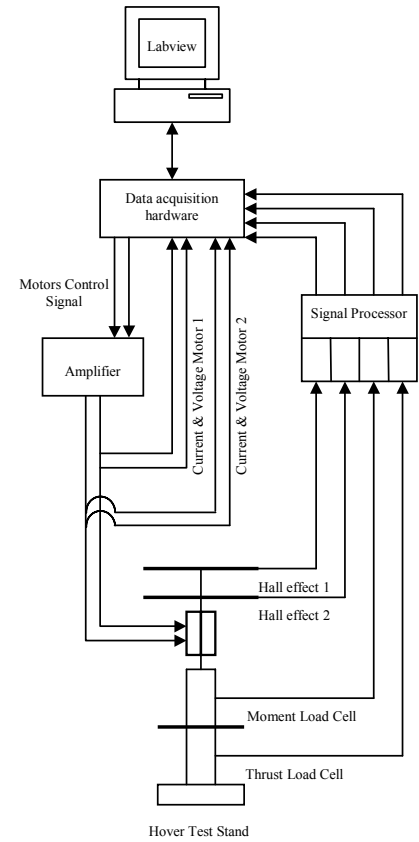 Labview
Data acquisition
hardware
Motors Control
Signal
Current & Voltage Motor 1
Current & Voltage Motor 2
Signal Processor
Amplifier
Hall effect 1
Hall effect 2
Moment Load Cell
Thrust Load Cell
Hover Test Stand